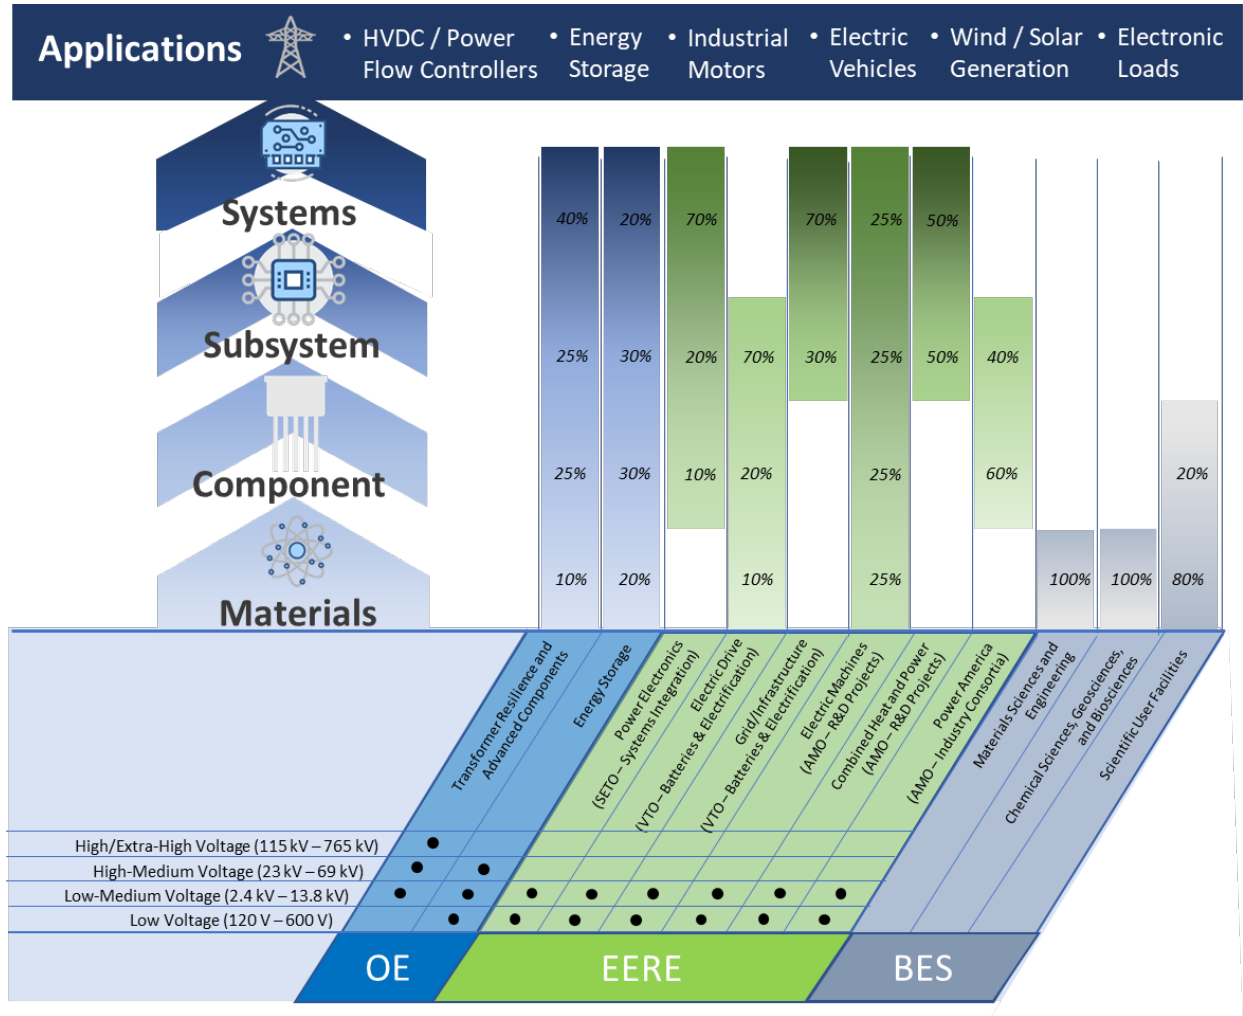 Applications
• HVDC / Power
Flow Controllers
• Energy
Storage
• Industrial
Motors
• Electric
Vehicles
• Wind / Solar
Generation
• Electronic
Loads
Systems
40% 20% 70% 70% 25% 50%
Subsystem
25% 30% 20% 70% 30% 25% 50% 40%
Component
25% 30% 10% 20% 25% 60% 20%
Materials
10% 20% 10% 25% 100% 100% 80%
Transformer Resilience and
Advanced Components
Energy Storage
Power Electronics
(SETO – Systems Integration)
Electric Drive
(VTO – Batteries & Electrification)
Grid/Infrastructure
(VTO – Batteries & Electrification)
Electric Machines
(AMO – R&D Projects)
Combined Heat and Power
(AMO – R&D Projects)
Power America
(AMO – Industry Consortia)
Materials Sciences and
Engineering
Chemical Sciences, Geosciences,
and Biosciences
Scientific User Facilities
High/Extra-High Voltage (115 kV – 765 kV)
High-Medium Voltage (23 kV – 69 kV)
Low-Medium Voltage (2.4 kV – 13.8 kV)
Low Voltage (120 V – 600 V)
OE
EERE
BES